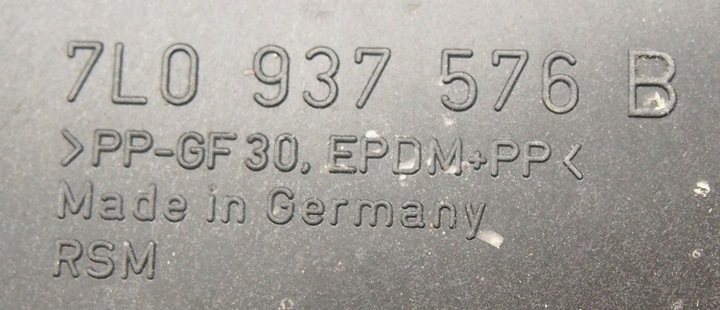 7L0 937 576 B
>PP-GF30, EPDM+PP<
Made in Germany
RSM